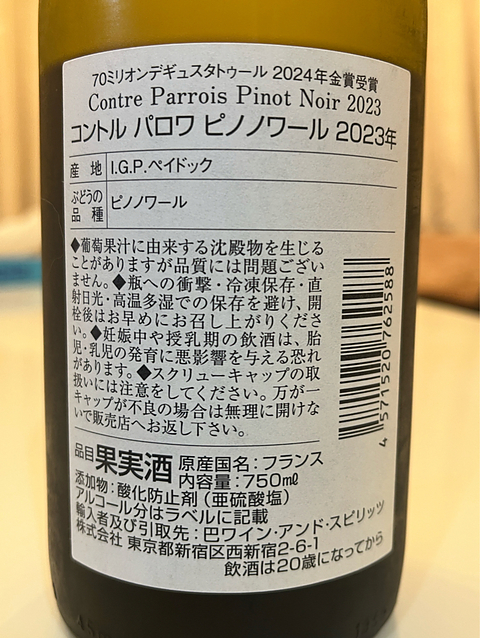 70ミリオンデギュスタトゥール 2024年金賞受賞
Contre Parrois Pinot Noir 2023
コントル パロワ ピノノワール 2023年
産 地 I.G.P.ペイドック
ぶどうの
品 種 ピノノワール
◆葡萄果汁に由来する沈殿物を生じる
ことがありますが品質には問題ござい
ません。◆瓶への衝撃・冷凍保存・直
射日光・高温多湿での保存を避け、開
栓後はお早めにお召し上がりくださ
い。◆妊娠中や授乳期の飲酒は、胎
児・乳児の発育に悪影響を与える恐れ
があります。◆スクリューキャップの取
扱いには注意をしてください。万が一
キャップが不良の場合は無理に開けな
いで販売店へお返し下さい。
4 571520 762588
品目 果実酒 原産国名:フランス
内容量:750mℓ
添加物:酸化防止剤(亜硫酸塩)
アルコール分はラベルに記載
輸入者及び引取先:巴ワイン・アンド・スピリッツ
株式会社 東京都新宿区西新宿2-6-1
飲酒は20歳になってから